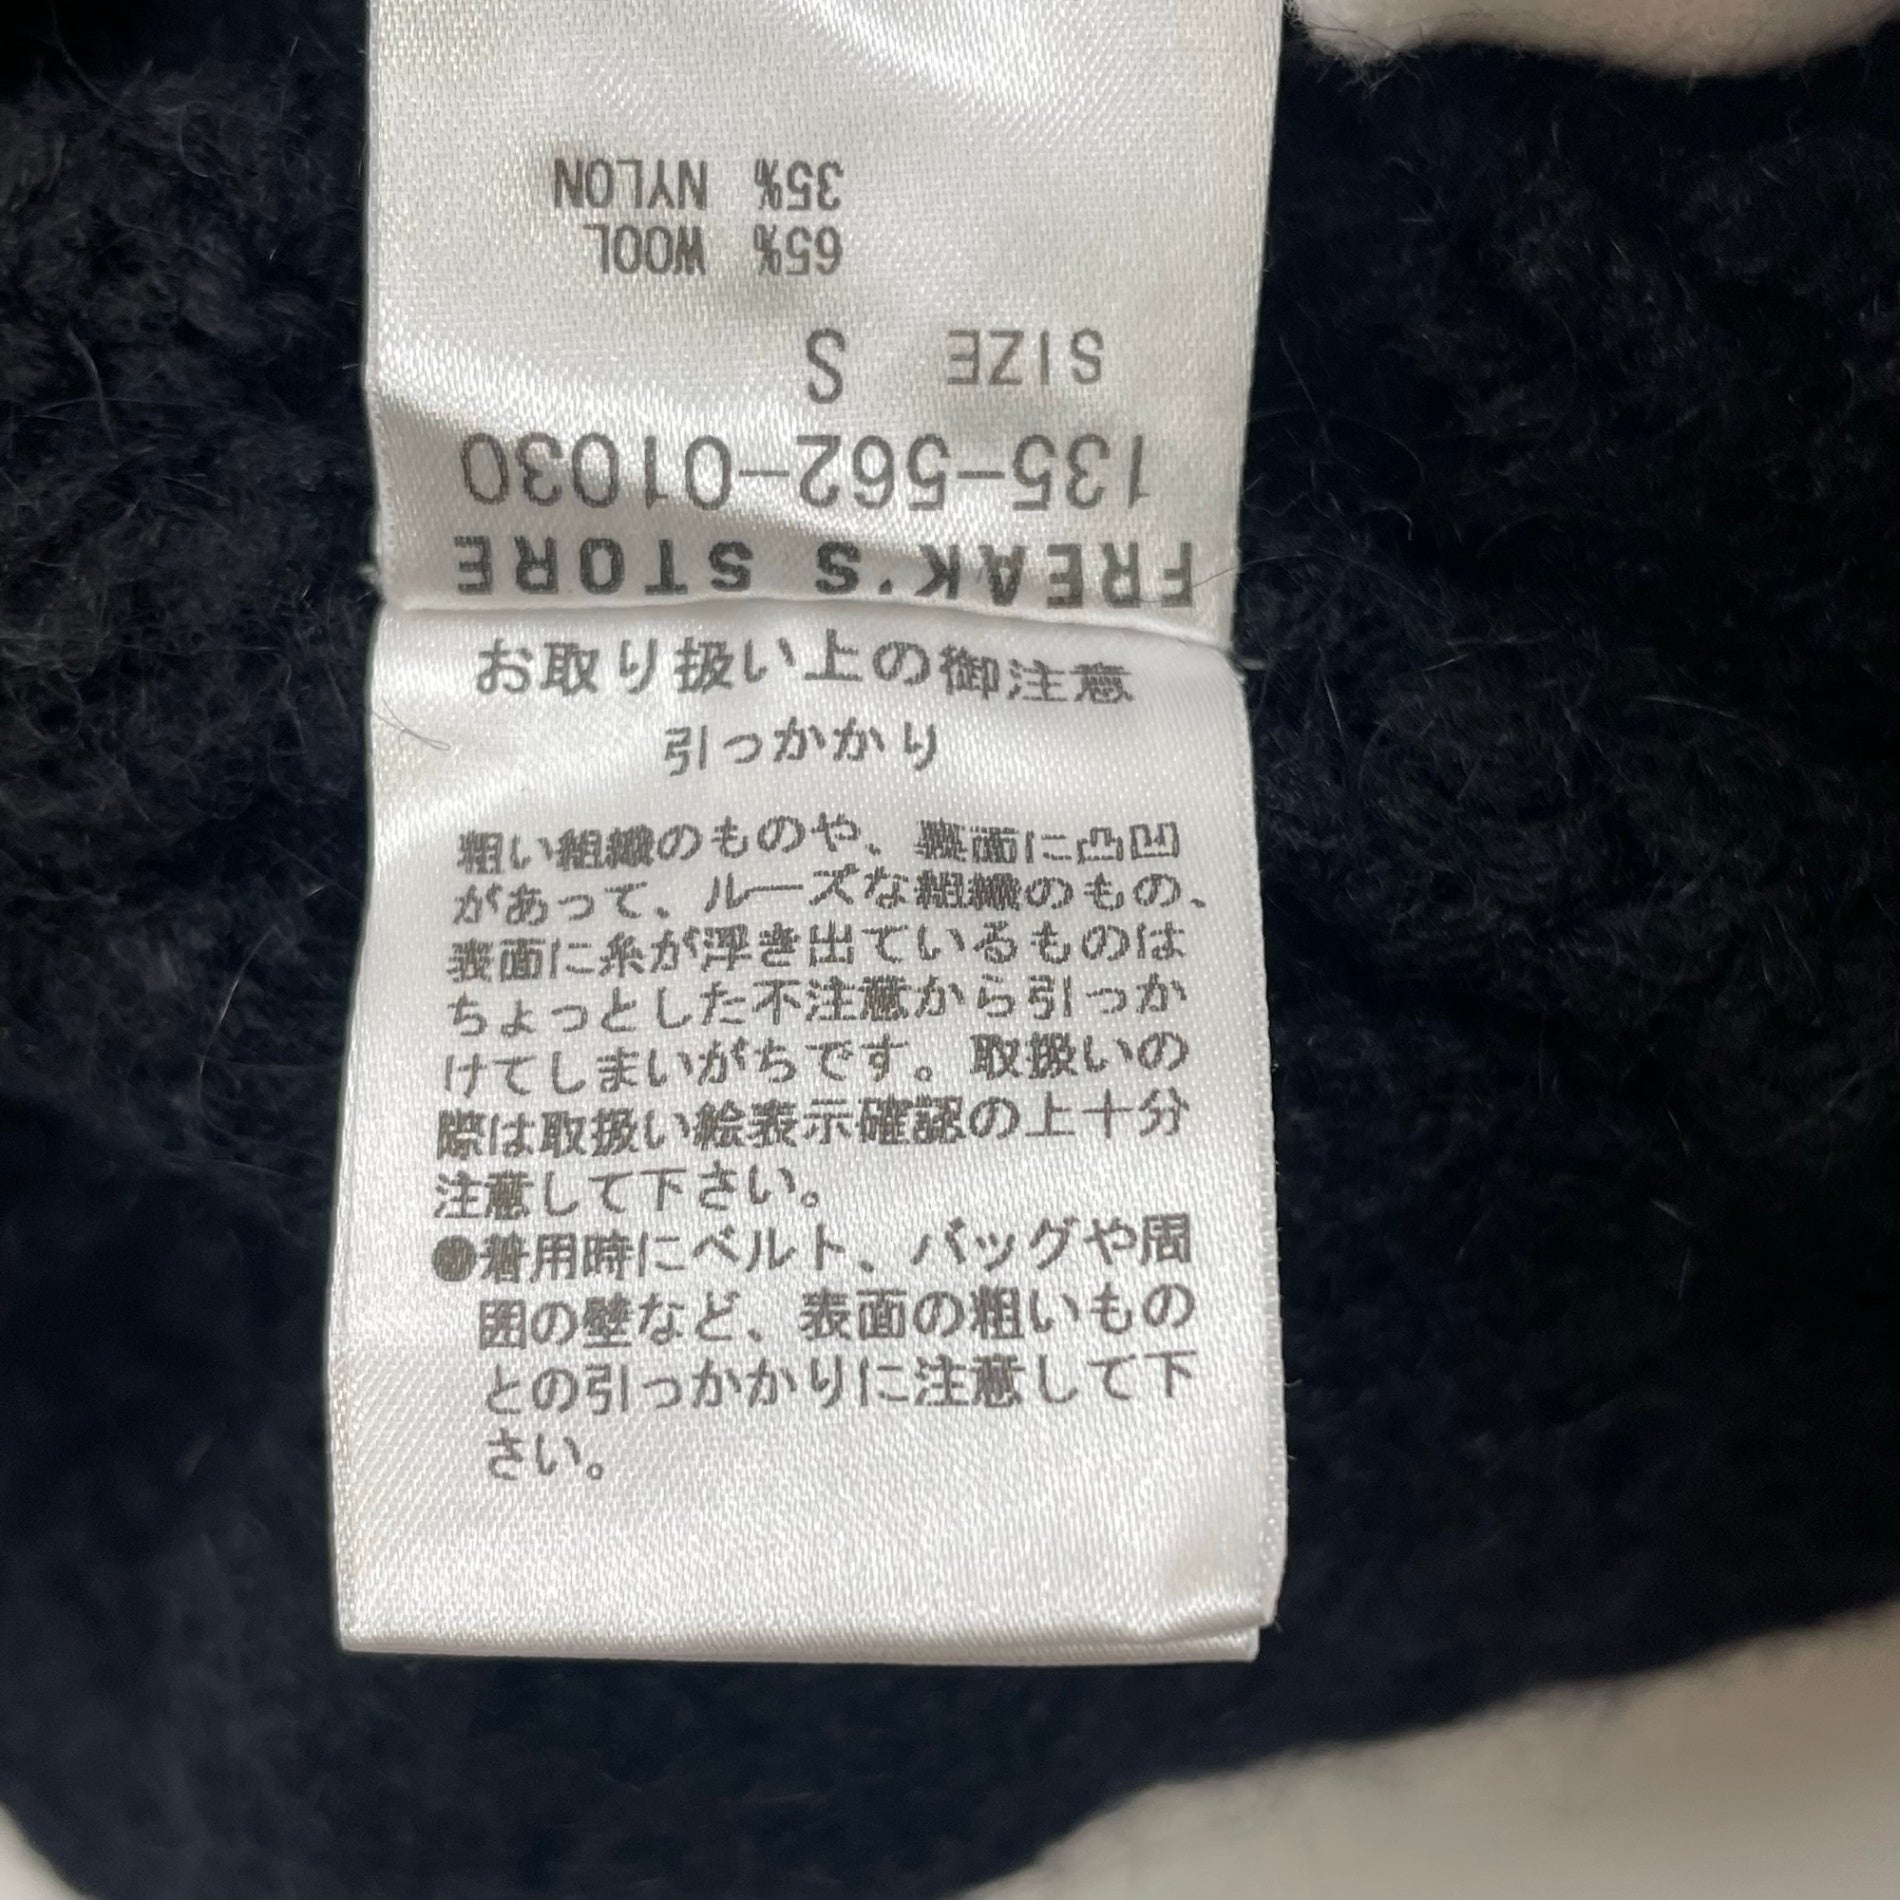 FREAK'S STORE
135-562-01030
SIZE S
65% WOOL
35% NYLON
お取り扱い上の御注意
引っかかり
粗い組織のものや、表面に凸凹
があって、ルーズな組織のもの、
表面に糸が浮き出ているものは
ちょっとした不注意から引っか
けてしまいがちです。取扱いの
際は取扱い絵表示確認の上十分
注意して下さい。
●着用時にベルト、バッグや周
囲の壁など、表面の粗いもの
との引っかかりに注意して下
さい。